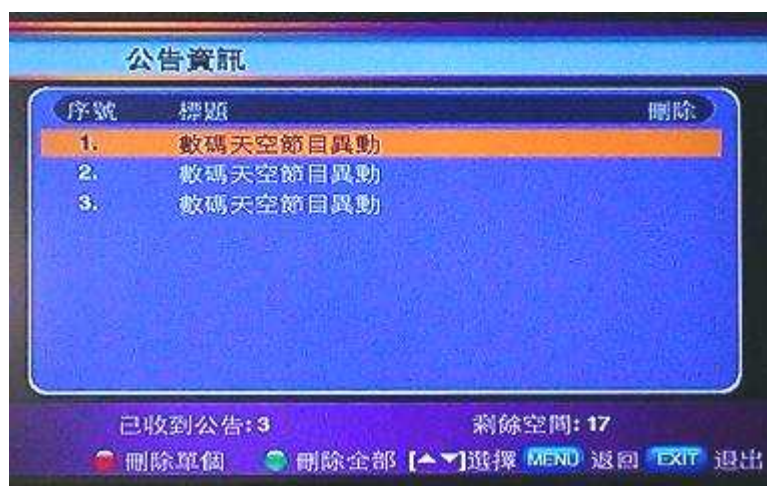 公告資訊
序號 標題 刪除
1. 數碼天空節目異動
2. 數碼天空節目異動
3. 數碼天空節目異動
已收到公告:3 剩餘空間:17
刪除單個 刪除全部 [▲▼]選擇 MENU 返回 EXIT 退出